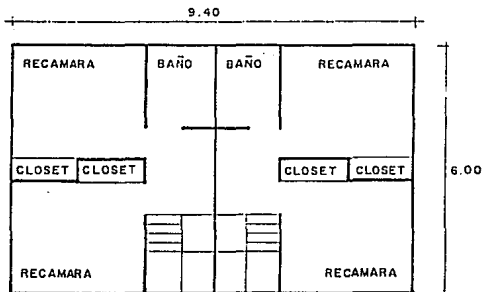 9.40
RECAMARA BAÑO BAÑO RECAMARA
CLOSET CLOSET CLOSET CLOSET
6.00
RECAMARA RECAMARA